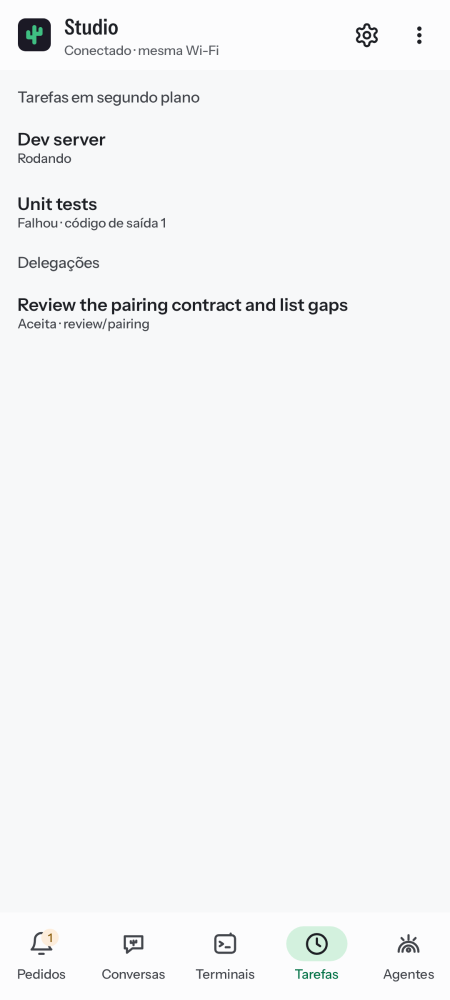 Studio
Conectado · mesma Wi-Fi
Tarefas em segundo plano
Dev server
Rodando
Unit tests
Falhou · código de saída 1
Delegações
Review the pairing contract and list gaps
Aceita · review/pairing
1
Pedidos
Conversas
Terminais
Tarefas
Agentes